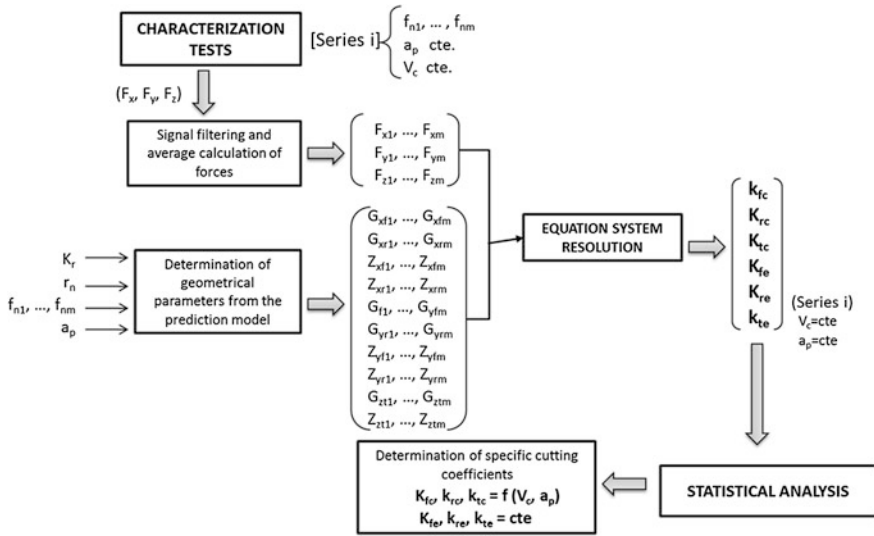 CHARACTERIZATION
TESTS
[Series i]
f_n1, ... , f_nm
a_p cte.
V_c cte.
(F_x, F_y, F_z)
Signal filtering and
average calculation of
forces
F_x1, ..., F_xm
F_y1, ..., F_ym
F_z1, ..., F_zm
K_r
r_n
f_n1, ..., f_nm
a_p
Determination of
geometrical
parameters from the
prediction model
G_xf1, ..., G_xfm
G_xr1, ..., G_xrm
Z_xf1, ..., Z_xfm
Z_xr1, ..., Z_xrm
G_f1, ..., G_yfm
G_yr1, ..., G_yrm
Z_yf1, ..., Z_yfm
Z_yr1, ..., Z_yrm
G_zt1, ..., G_ztm
Z_zt1, ..., Z_ztm
EQUATION SYSTEM
RESOLUTION
k_fc
K_rc
K_tc
K_fe
K_re
k_te
(Series i)
V_c=cte
a_p=cte
STATISTICAL ANALYSIS
Determination of specific cutting
coefficients
K_fc, k_rc, k_tc = f (V_c, a_p)
K_fe, k_re, k_te = cte